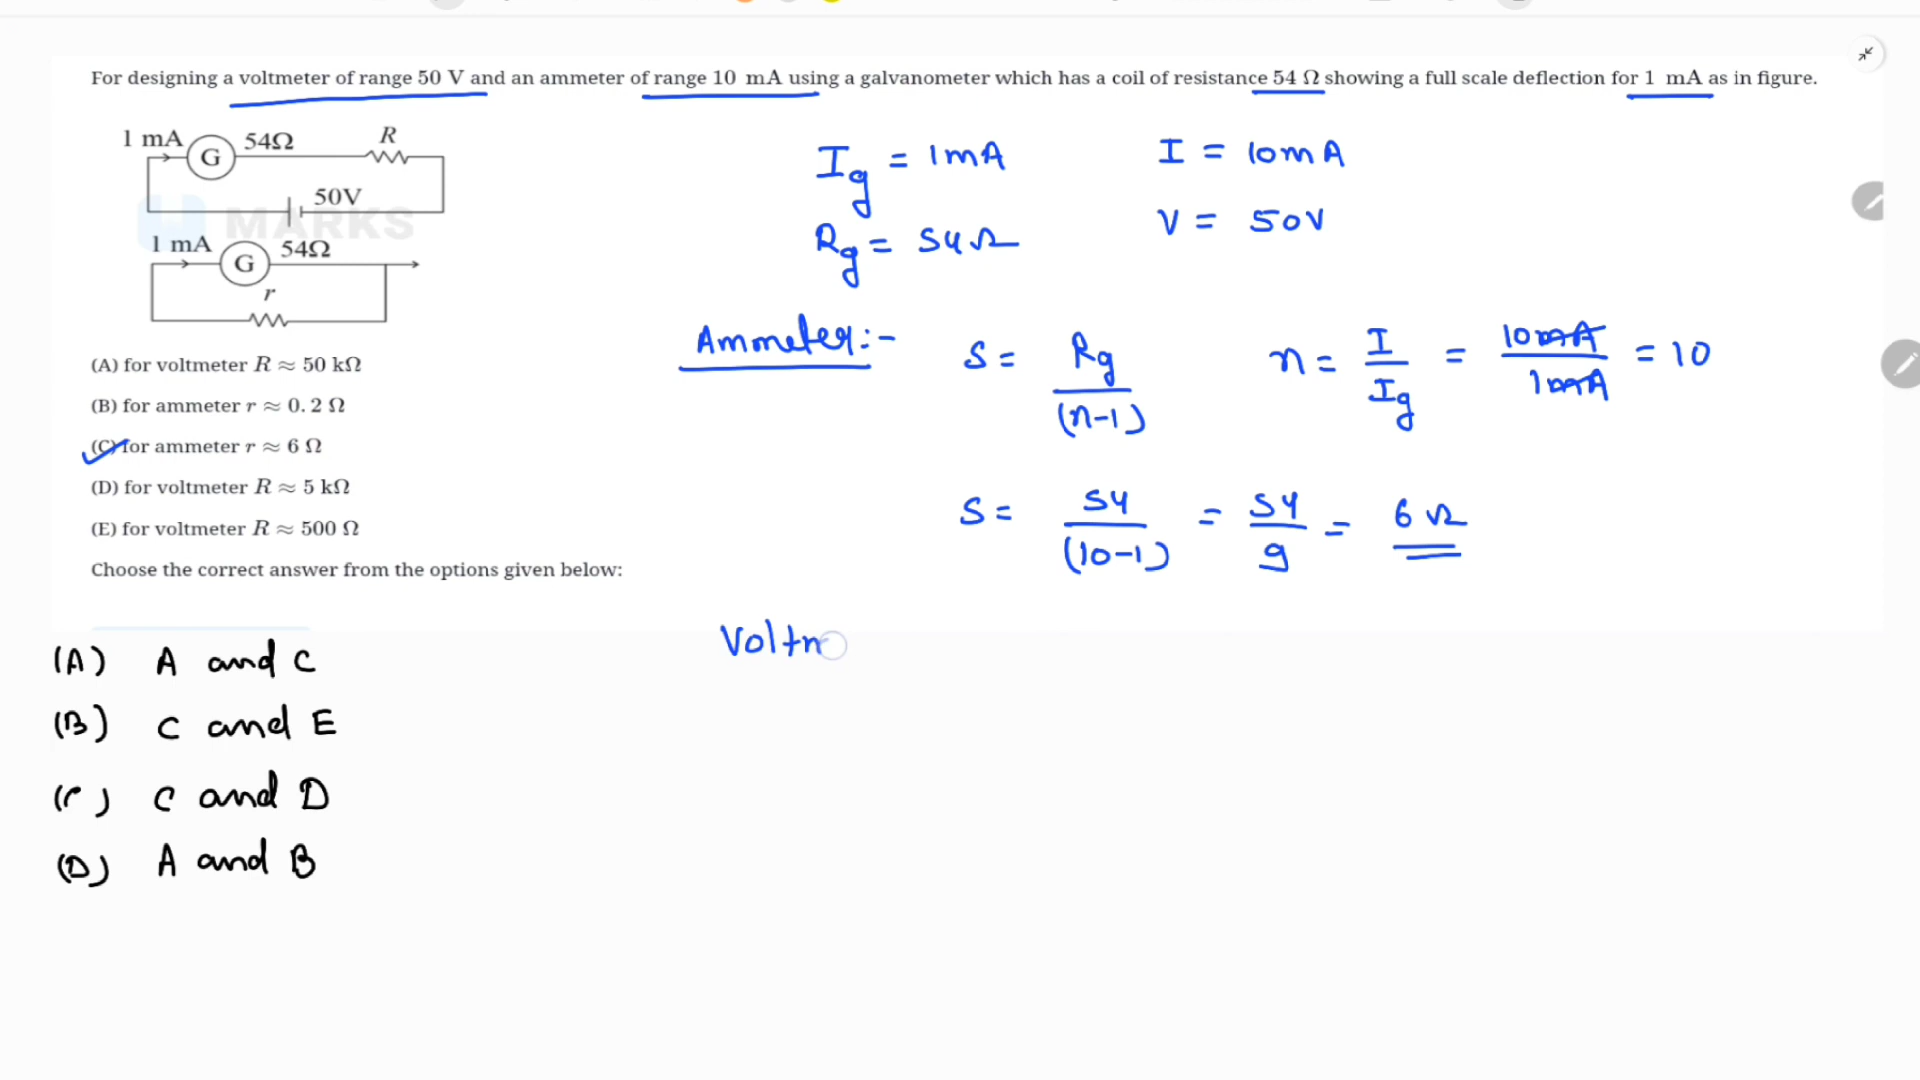 For designing a voltmeter of range 50 V and an ammeter of range 10 mA using a galvanometer which has a coil of resistance 54 Ω showing a full scale deflection for 1 mA as in figure.
1 mA G 54Ω R
50V
MARKS
1 mA G 54Ω
r
(A) for voltmeter R ≈ 50 kΩ
(B) for ammeter r ≈ 0.2 Ω
(C) for ammeter r ≈ 6 Ω
(D) for voltmeter R ≈ 5 kΩ
(E) for voltmeter R ≈ 500 Ω
Choose the correct answer from the options given below:
(A) A and C
(B) C and E
(C) C and D
(D) A and B
Ig = 1mA I = 10mA
Rg = 54Ω V = 50V
Ammeter:- S = Rg/(n-1) n = I/Ig = 10mA/1mA = 10
S = 54/(10-1) = 54/9 = 6Ω
Voltm